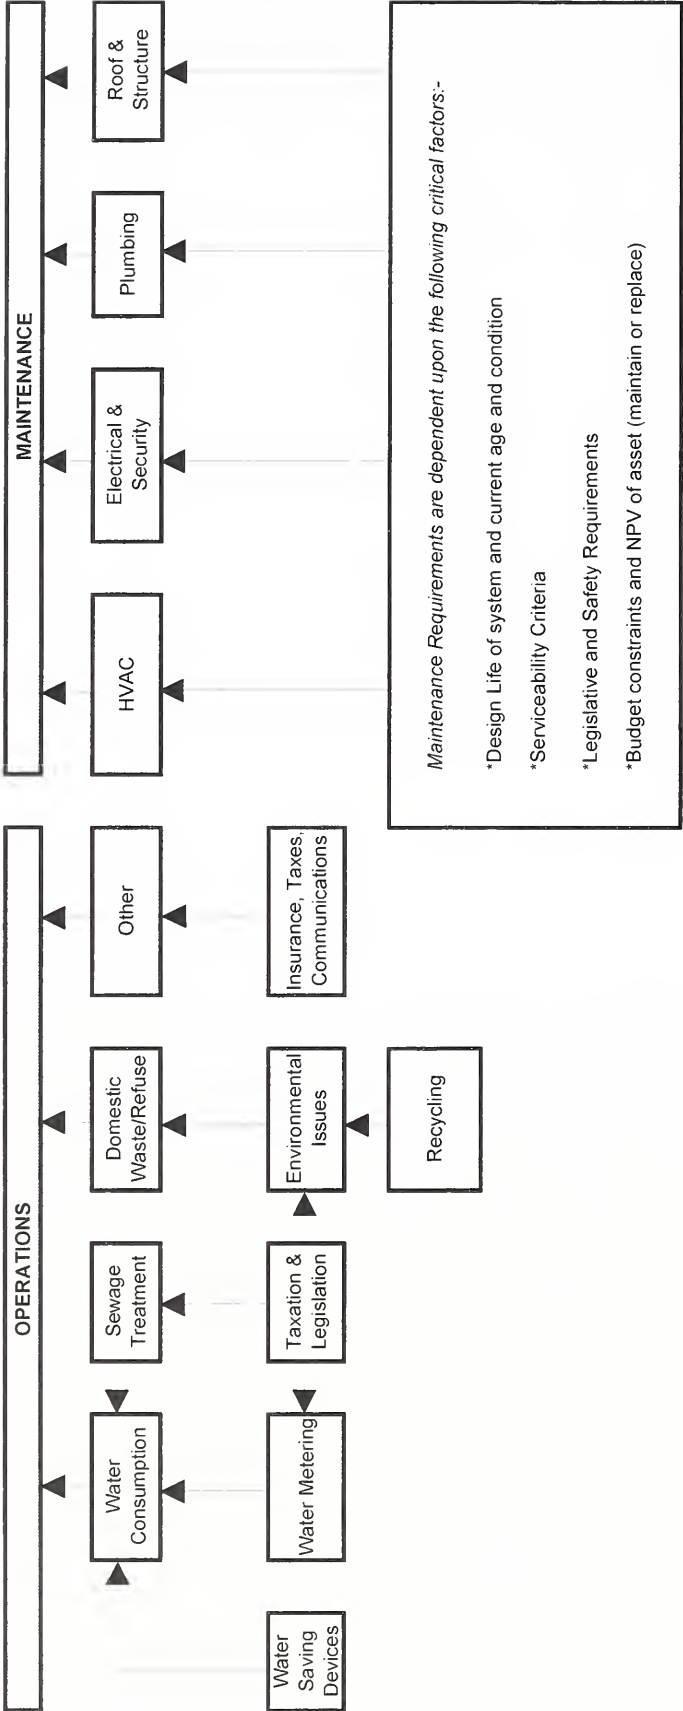 OPERATIONS
MAINTENANCE
Water
Consumption
Sewage
Treatment
Domestic
Waste/Refuse
Other
HVAC
Electrical &
Security
Plumbing
Roof &
Structure
Water
Saving
Devices
Water Metering
Taxation &
Legislation
Environmental
Issues
Insurance, Taxes,
Communications
Recycling
Maintenance Requirements are dependent upon the following critical factors:-
*Design Life of system and current age and condition
*Serviceability Criteria
*Legislative and Safety Requirements
*Budget constraints and NPV of asset (maintain or replace)